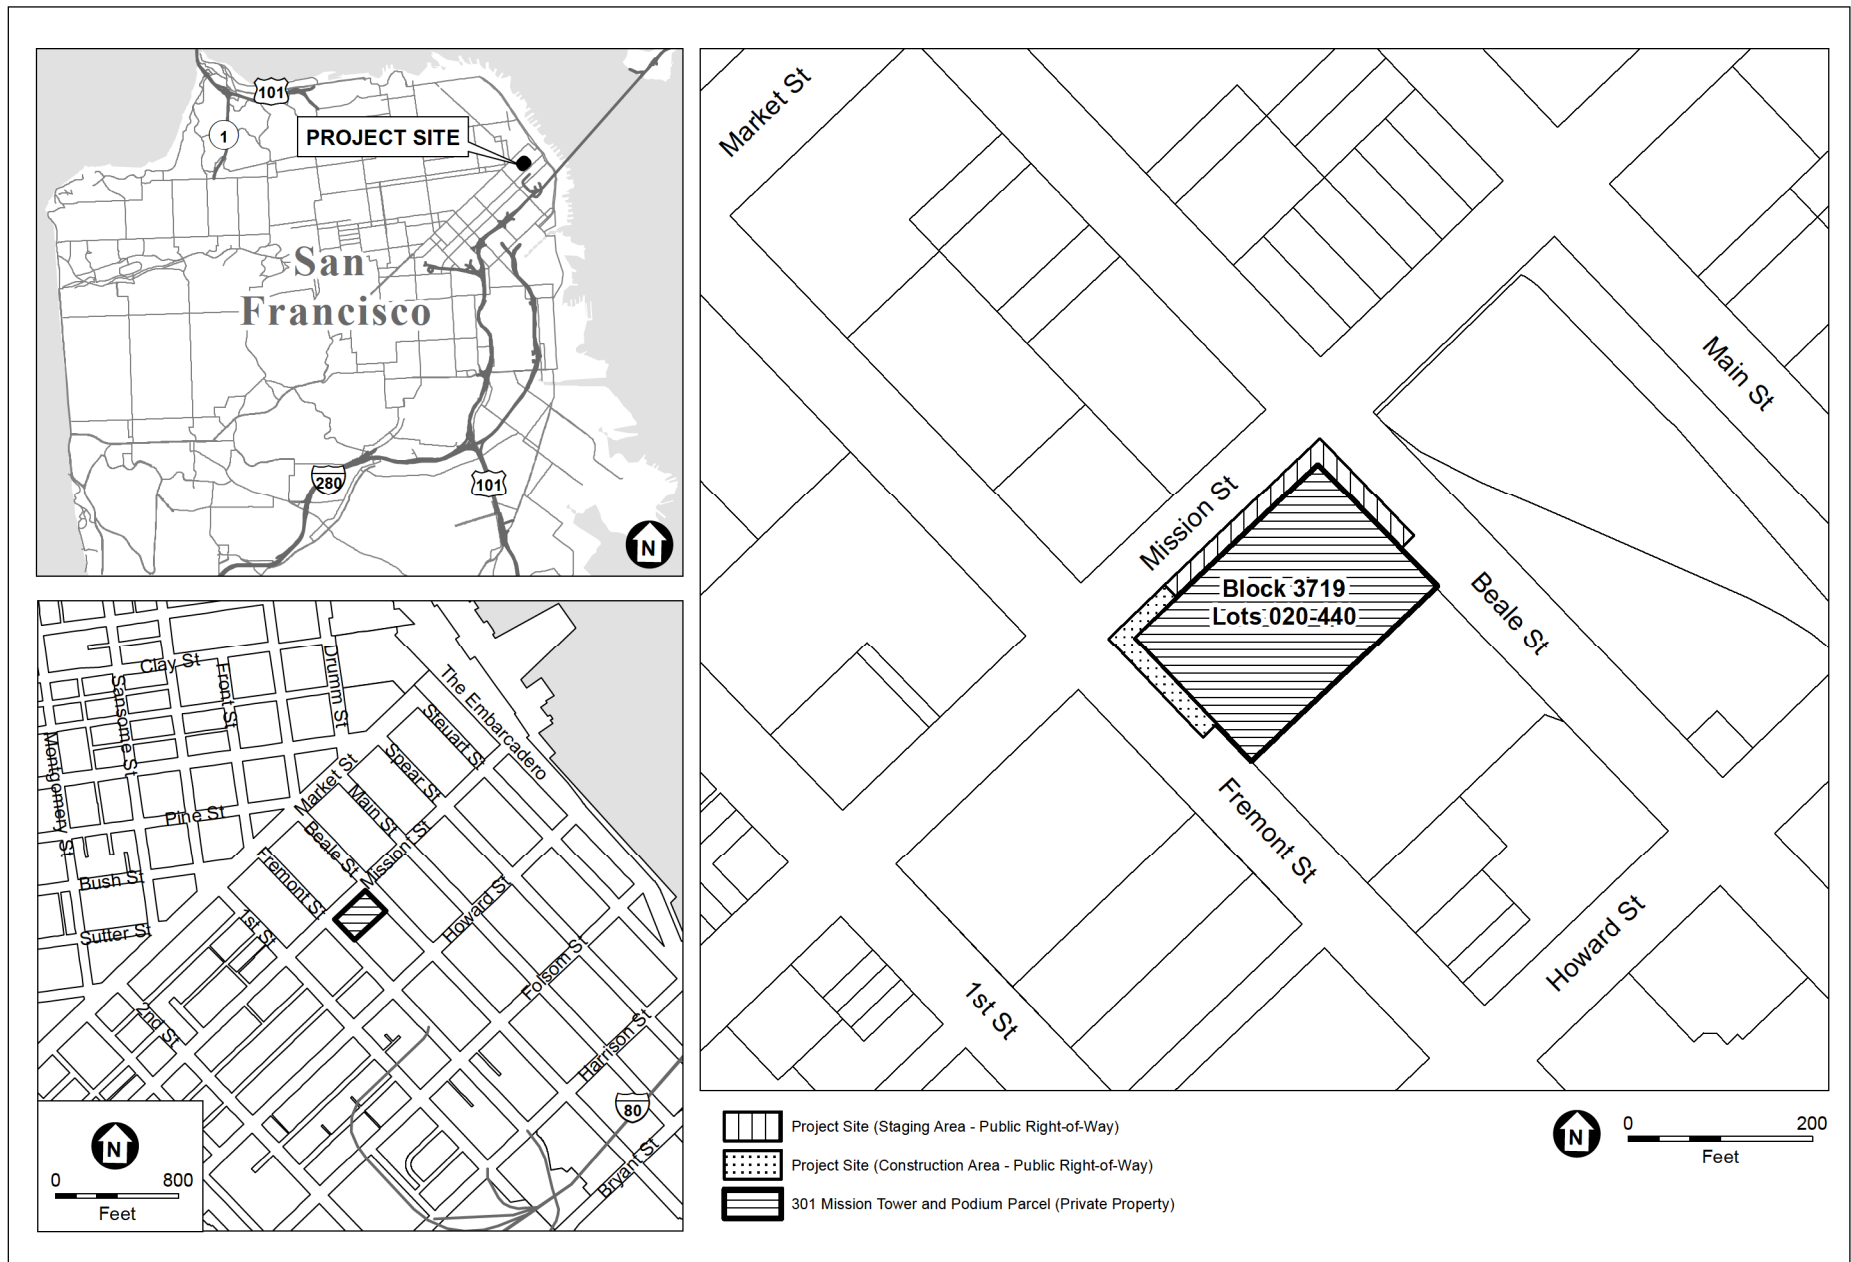 101
1
PROJECT SITE
San
Francisco
280
101
N
Clay St
Sansome St
Front St
Drumm St
The Embarcadero
Steuart St
Spear St
Market St
Main St
Montgomery St
Pine St
Beale St
Mission St
Fremont St
Bush St
Howard St
1st St
Sutter St
Folsom St
2nd St
Harrison St
80
Bryant St
N
0 800
Feet
Market St
Main St
Mission St
Block 3719
Lots 020-440
Beale St
Fremont St
Howard St
1st St
Project Site (Staging Area - Public Right-of-Way)
Project Site (Construction Area - Public Right-of-Way)
301 Mission Tower and Podium Parcel (Private Property)
N
0 200
Feet